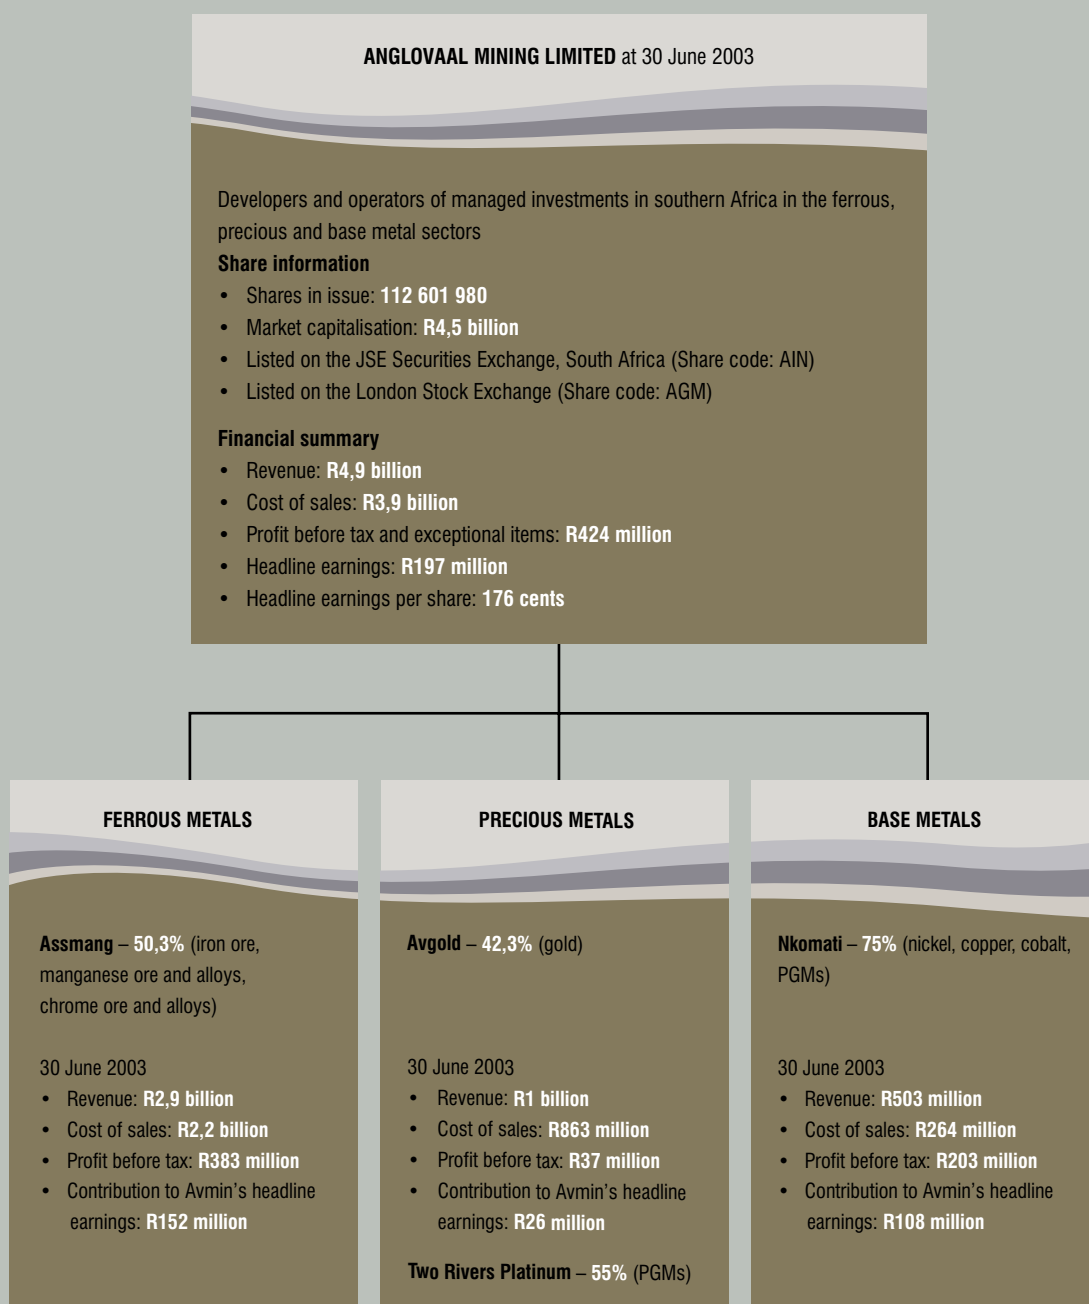 ANGLOVAAL MINING LIMITED at 30 June 2003
Developers and operators of managed investments in southern Africa in the ferrous,
precious and base metal sectors
Share information
• Shares in issue: 112 601 980
• Market capitalisation: R4,5 billion
• Listed on the JSE Securities Exchange, South Africa (Share code: AIN)
• Listed on the London Stock Exchange (Share code: AGM)
Financial summary
• Revenue: R4,9 billion
• Cost of sales: R3,9 billion
• Profit before tax and exceptional items: R424 million
• Headline earnings: R197 million
• Headline earnings per share: 176 cents
FERROUS METALS
Assmang – 50,3% (iron ore,
manganese ore and alloys,
chrome ore and alloys)
30 June 2003
• Revenue: R2,9 billion
• Cost of sales: R2,2 billion
• Profit before tax: R383 million
• Contribution to Avmin's headline
earnings: R152 million
PRECIOUS METALS
Avgold – 42,3% (gold)
30 June 2003
• Revenue: R1 billion
• Cost of sales: R863 million
• Profit before tax: R37 million
• Contribution to Avmin's headline
earnings: R26 million
Two Rivers Platinum – 55% (PGMs)
BASE METALS
Nkomati – 75% (nickel, copper, cobalt,
PGMs)
30 June 2003
• Revenue: R503 million
• Cost of sales: R264 million
• Profit before tax: R203 million
• Contribution to Avmin's headline
earnings: R108 million